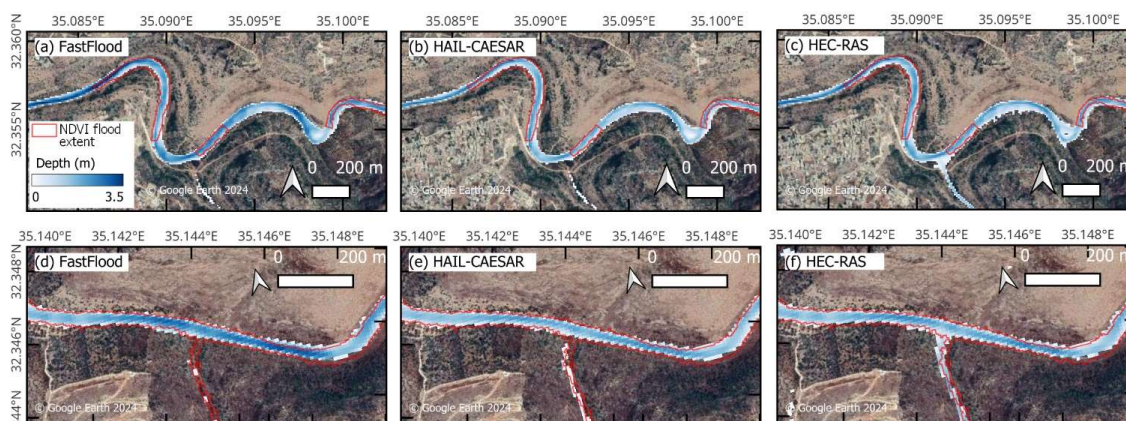 35.085°E 35.090°E 35.095°E 35.100°E
35.085°E 35.090°E 35.095°E 35.100°E
35.085°E 35.090°E 35.095°E 35.100°E
32.360°N
32.355°N
(a) FastFlood
NDVI flood
extent
Depth (m)
0 3.5
0 200 m
© Google Earth 2024
(b) HAIL-CAESAR
0 200 m
© Google Earth 2024
(c) HEC-RAS
0 200 m
© Google Earth 2024
35.140°E 35.142°E 35.144°E 35.146°E 35.148°E
35.140°E 35.142°E 35.144°E 35.146°E 35.148°E
35.140°E 35.142°E 35.144°E 35.146°E 35.148°E
32.348°N
32.346°N
44°N
(d) FastFlood
0 200 m
© Google Earth 2024
(e) HAIL-CAESAR
0 200 m
© Google Earth 2024
(f) HEC-RAS
0 200 m
© Google Earth 2024